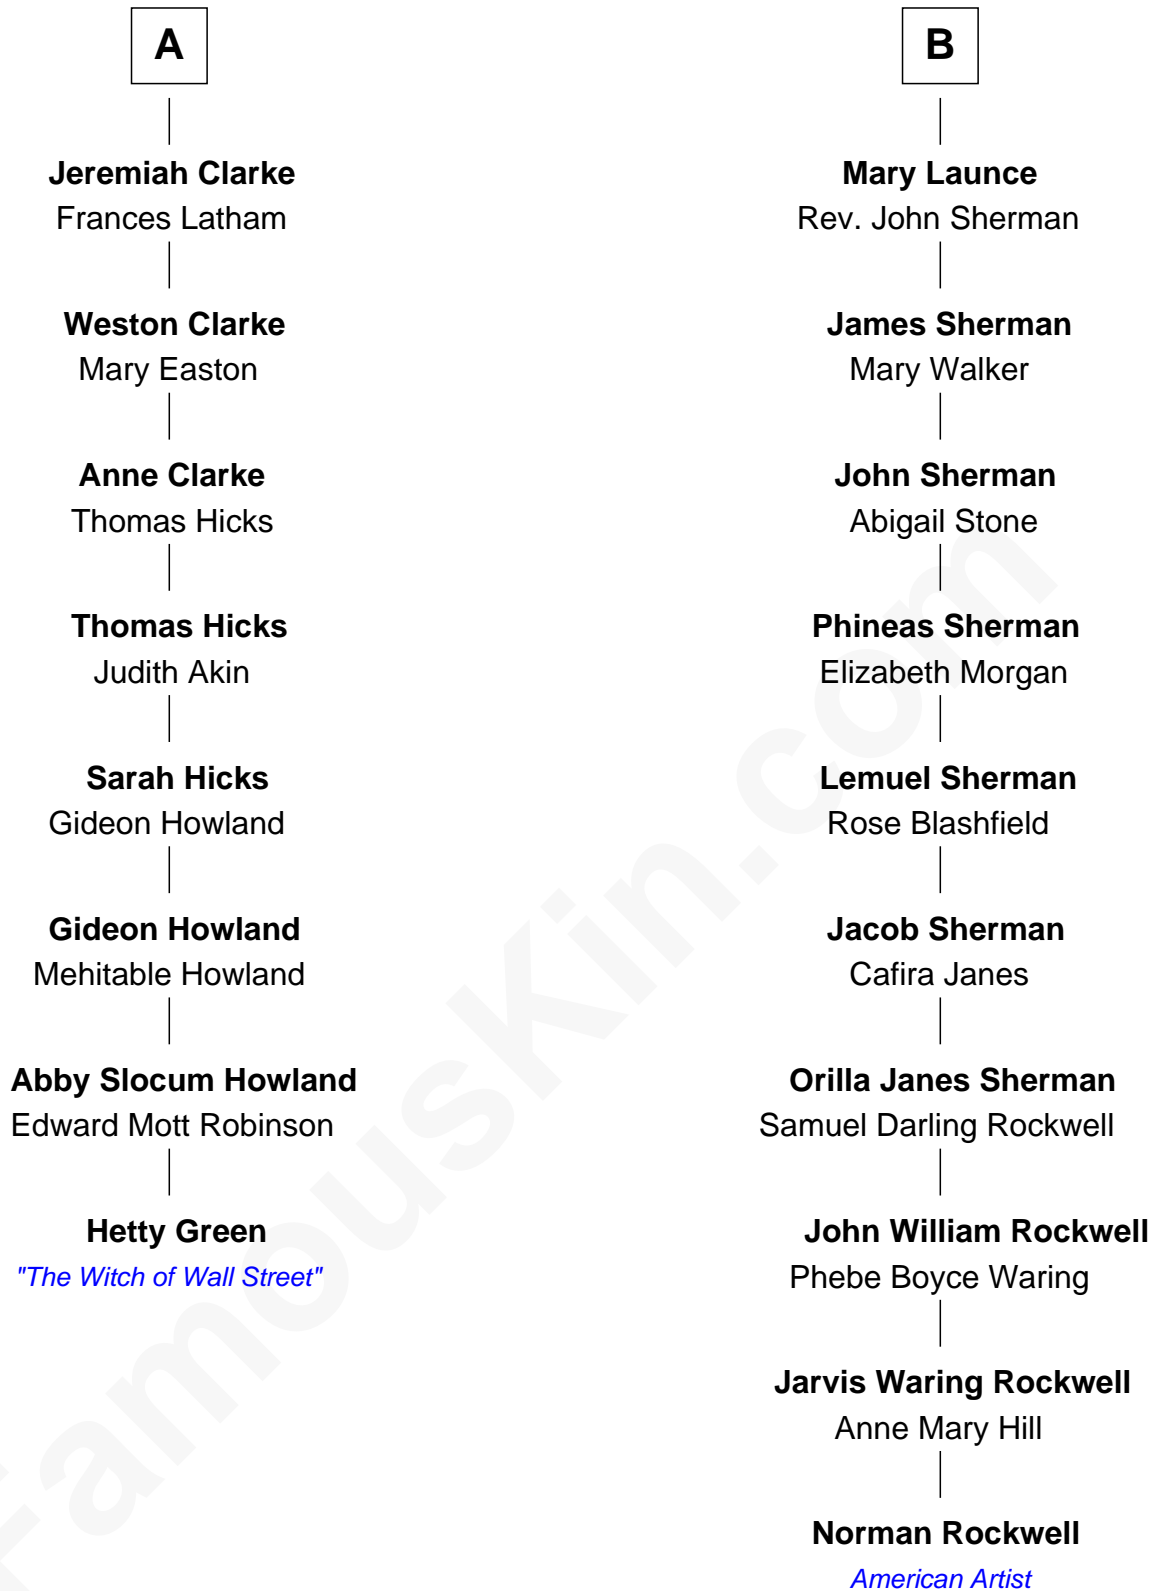 A
Jeremiah Clarke
Frances Latham
Weston Clarke
Mary Easton
Anne Clarke
Thomas Hicks
Thomas Hicks
Judith Akin
Sarah Hicks
Gideon Howland
Gideon Howland
Mehitable Howland
Abby Slocum Howland
Edward Mott Robinson
Hetty Green
"The Witch of Wall Street"
B
Mary Launce
Rev. John Sherman
James Sherman
Mary Walker
John Sherman
Abigail Stone
Phineas Sherman
Elizabeth Morgan
Lemuel Sherman
Rose Blashfield
Jacob Sherman
Cafira Janes
Orilla Janes Sherman
Samuel Darling Rockwell
John William Rockwell
Phebe Boyce Waring
Jarvis Waring Rockwell
Anne Mary Hill
Norman Rockwell
American Artist
FamousKin.com